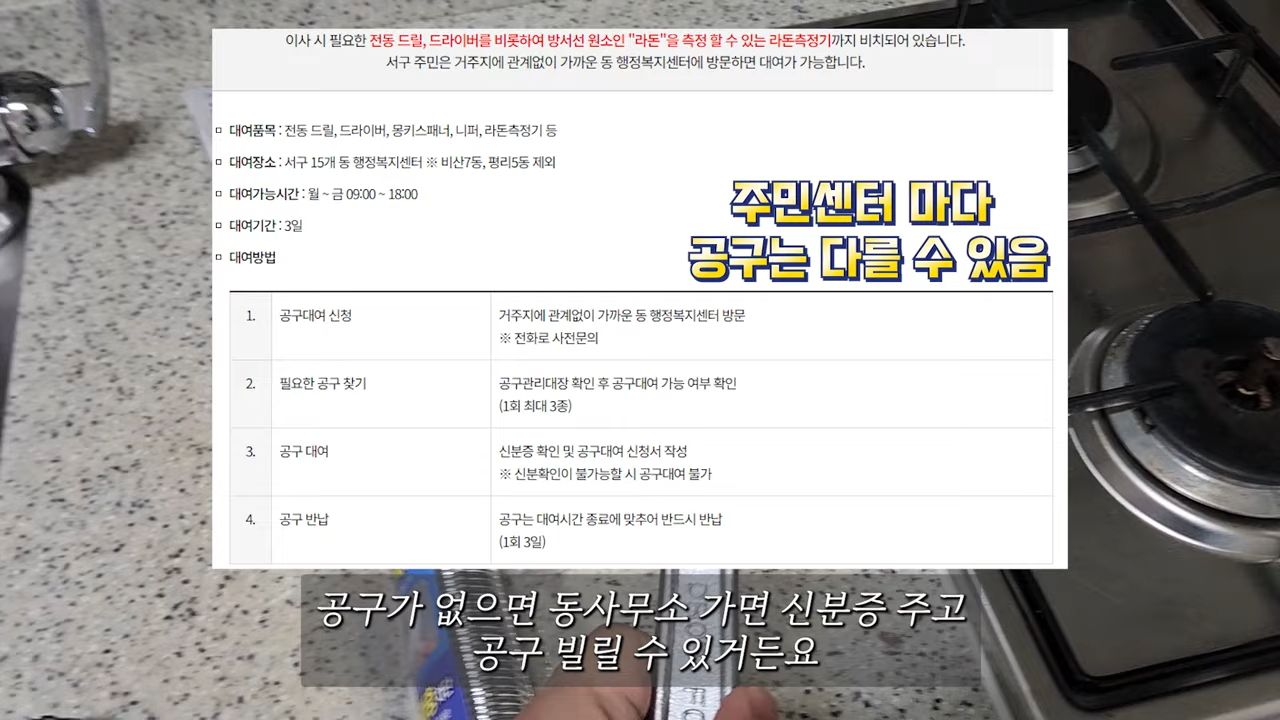 이사 시 필요한 전동 드릴, 드라이버를 비롯하여 방서선 원소인 "라돈"을 측정 할 수 있는 라돈측정기까지 비치되어 있습니다.
서구 주민은 거주지에 관계없이 가까운 동 행정복지센터에 방문하면 대여가 가능합니다.
대여품목 : 전동 드릴, 드라이버, 몽키스패너, 니퍼, 라돈측정기 등
대여장소 : 서구 15개 동 행정복지센터 ※ 비산7동, 평리5동 제외
대여가능시간 : 월 ~ 금 09:00 ~ 18:00
대여기간 : 3일
대여방법
주민센터 마다
공구는 다를 수 있음
1. 공구대여 신청 거주지에 관계없이 가까운 동 행정복지센터 방문
※ 전화로 사전문의
2. 필요한 공구 찾기 공구관리대장 확인 후 공구대여 가능 여부 확인
(1회 최대 3종)
3. 공구 대여 신분증 확인 및 공구대여 신청서 작성
※ 신분확인이 불가능할 시 공구대여 불가
4. 공구 반납 공구는 대여시간 종료에 맞추어 반드시 반납
(1회 3일)
공구가 없으면 동사무소 가면 신분증 주고
공구 빌릴 수 있거든요